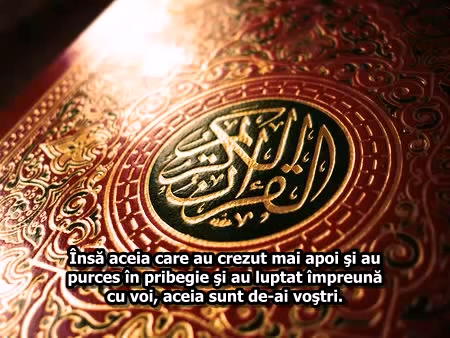 القرآن الكريم
Însă aceia care au crezut mai apoi şi au
purces în pribegie şi au luptat împreună
cu voi, aceia sunt de-ai voştri.